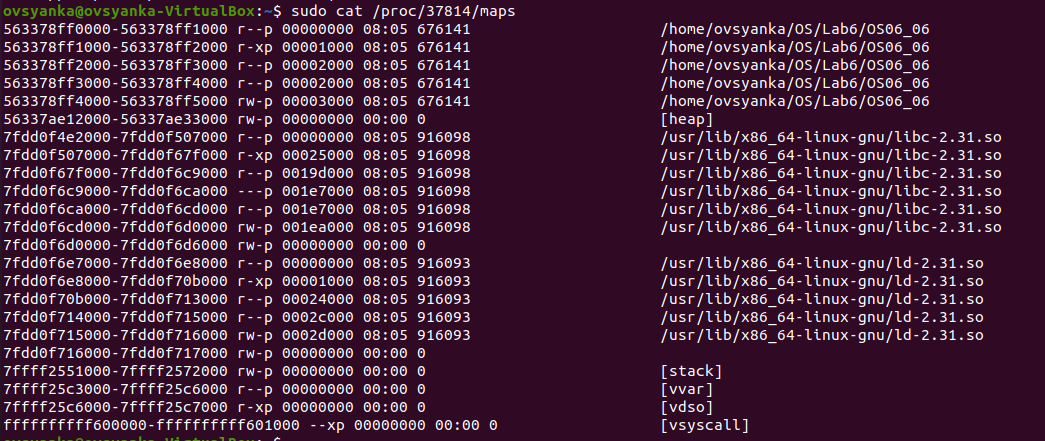 ovsyanka@ovsyanka-VirtualBox:~$ sudo cat /proc/37814/maps
563378ff0000-563378ff1000 r--p 00000000 08:05 676141 /home/ovsyanka/OS/Lab6/OS06_06
563378ff1000-563378ff2000 r-xp 00001000 08:05 676141 /home/ovsyanka/OS/Lab6/OS06_06
563378ff2000-563378ff3000 r--p 00002000 08:05 676141 /home/ovsyanka/OS/Lab6/OS06_06
563378ff3000-563378ff4000 r--p 00002000 08:05 676141 /home/ovsyanka/OS/Lab6/OS06_06
563378ff4000-563378ff5000 rw-p 00003000 08:05 676141 /home/ovsyanka/OS/Lab6/OS06_06
56337ae12000-56337ae33000 rw-p 00000000 00:00 0 [heap]
7fdd0f4e2000-7fdd0f507000 r--p 00000000 08:05 916098 /usr/lib/x86_64-linux-gnu/libc-2.31.so
7fdd0f507000-7fdd0f67f000 r-xp 00025000 08:05 916098 /usr/lib/x86_64-linux-gnu/libc-2.31.so
7fdd0f67f000-7fdd0f6c9000 r--p 0019d000 08:05 916098 /usr/lib/x86_64-linux-gnu/libc-2.31.so
7fdd0f6c9000-7fdd0f6ca000 ---p 001e7000 08:05 916098 /usr/lib/x86_64-linux-gnu/libc-2.31.so
7fdd0f6ca000-7fdd0f6cd000 r--p 001e7000 08:05 916098 /usr/lib/x86_64-linux-gnu/libc-2.31.so
7fdd0f6cd000-7fdd0f6d0000 rw-p 001ea000 08:05 916098 /usr/lib/x86_64-linux-gnu/libc-2.31.so
7fdd0f6d0000-7fdd0f6d6000 rw-p 00000000 00:00 0
7fdd0f6e7000-7fdd0f6e8000 r--p 00000000 08:05 916093 /usr/lib/x86_64-linux-gnu/ld-2.31.so
7fdd0f6e8000-7fdd0f70b000 r-xp 00001000 08:05 916093 /usr/lib/x86_64-linux-gnu/ld-2.31.so
7fdd0f70b000-7fdd0f713000 r--p 00024000 08:05 916093 /usr/lib/x86_64-linux-gnu/ld-2.31.so
7fdd0f714000-7fdd0f715000 r--p 0002c000 08:05 916093 /usr/lib/x86_64-linux-gnu/ld-2.31.so
7fdd0f715000-7fdd0f716000 rw-p 0002d000 08:05 916093 /usr/lib/x86_64-linux-gnu/ld-2.31.so
7fdd0f716000-7fdd0f717000 rw-p 00000000 00:00 0
7ffff2551000-7ffff2572000 rw-p 00000000 00:00 0 [stack]
7ffff25c3000-7ffff25c6000 r--p 00000000 00:00 0 [vvar]
7ffff25c6000-7ffff25c7000 r-xp 00000000 00:00 0 [vdso]
ffffffffff600000-ffffffffff601000 --xp 00000000 00:00 0 [vsyscall]
ovsyanka@ovsyanka-VirtualBox:~$